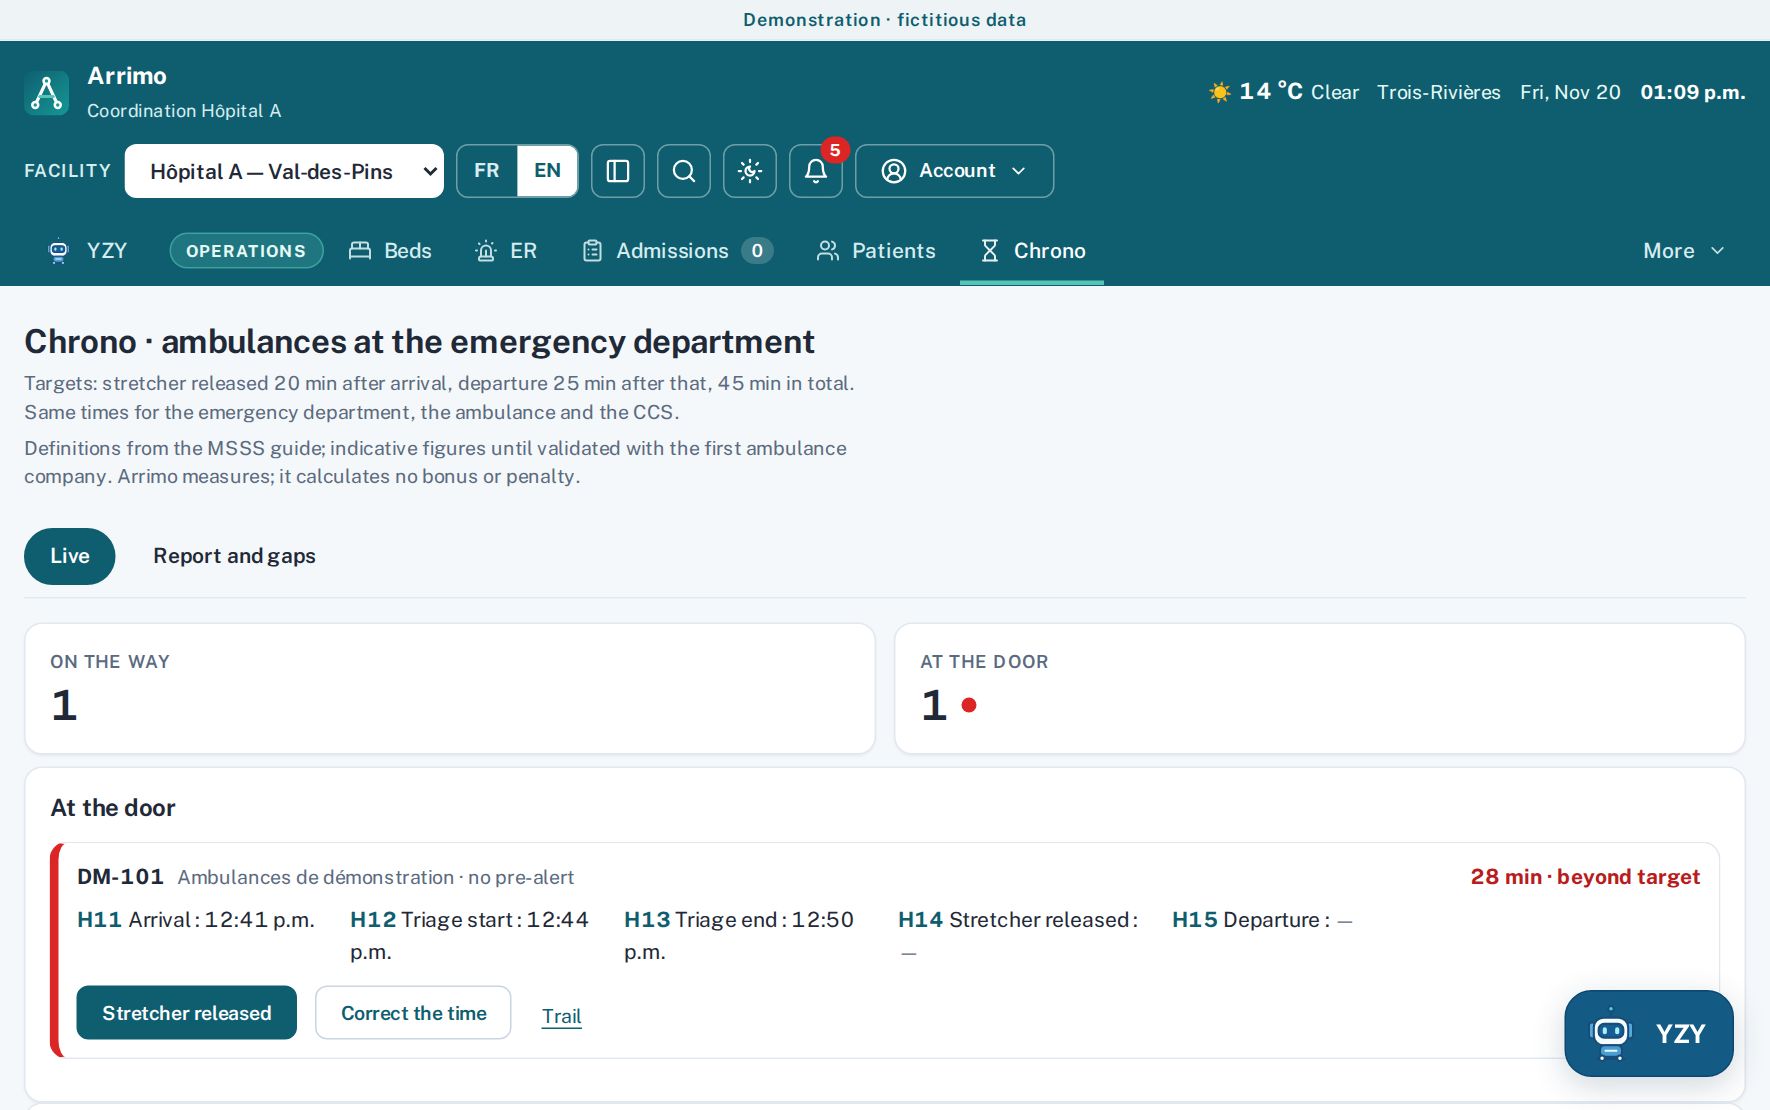 Demonstration · fictitious data
Arrimo
Coordination Hôpital A
14 °C Clear Trois-Rivières Fri, Nov 20 01:09 p.m.
FACILITY Hôpital A — Val-des-Pins FR EN 5 Account
YZY OPERATIONS Beds ER Admissions 0 Patients Chrono More
Chrono · ambulances at the emergency department
Targets: stretcher released 20 min after arrival, departure 25 min after that, 45 min in total.
Same times for the emergency department, the ambulance and the CCS.
Definitions from the MSSS guide; indicative figures until validated with the first ambulance
company. Arrimo measures; it calculates no bonus or penalty.
Live Report and gaps
ON THE WAY
1
AT THE DOOR
1
At the door
DM-101 Ambulances de démonstration · no pre-alert 28 min · beyond target
H11 Arrival : 12:41 p.m.
H12 Triage start : 12:44
p.m.
H13 Triage end : 12:50
p.m.
H14 Stretcher released :
—
H15 Departure : —
Stretcher released Correct the time Trail
YZY